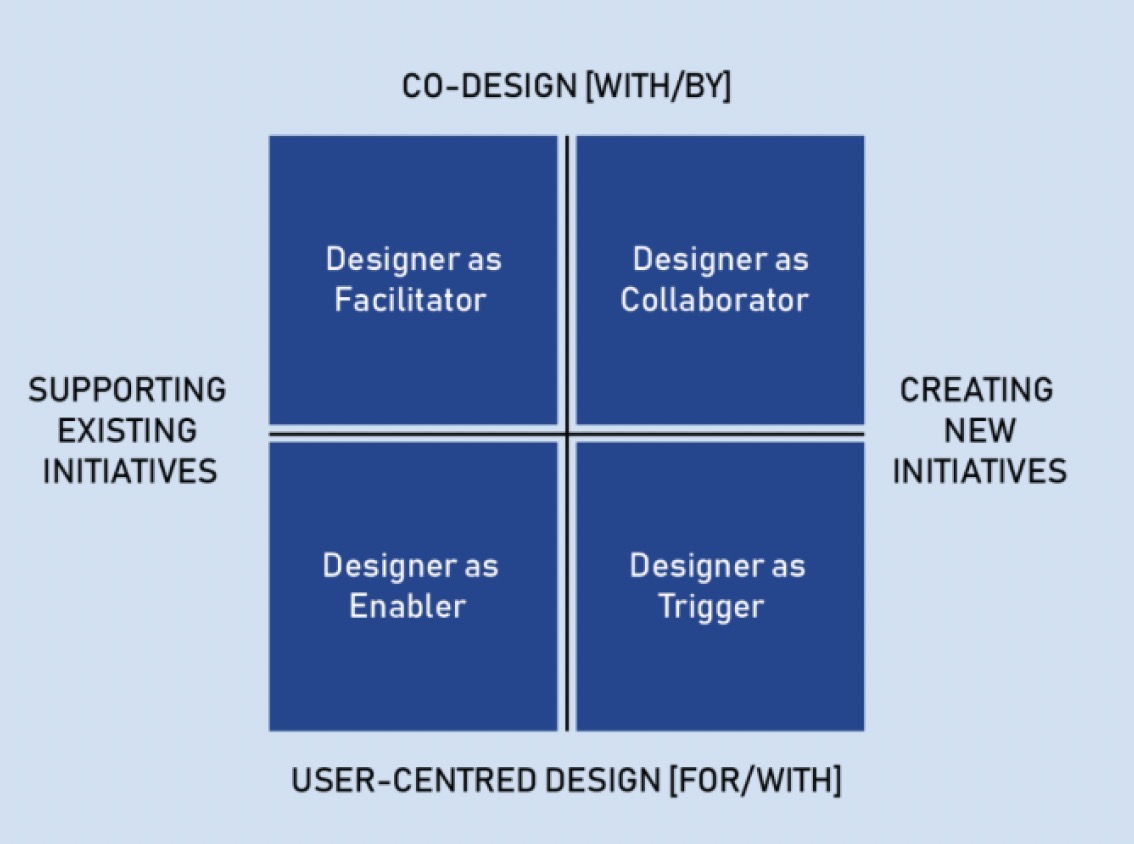 CO-DESIGN [WITH/BY]
Designer as
Facilitator
Designer as
Collaborator
SUPPORTING
EXISTING
INITIATIVES
CREATING
NEW
INITIATIVES
Designer as
Enabler
Designer as
Trigger
USER-CENTRED DESIGN [FOR/WITH]